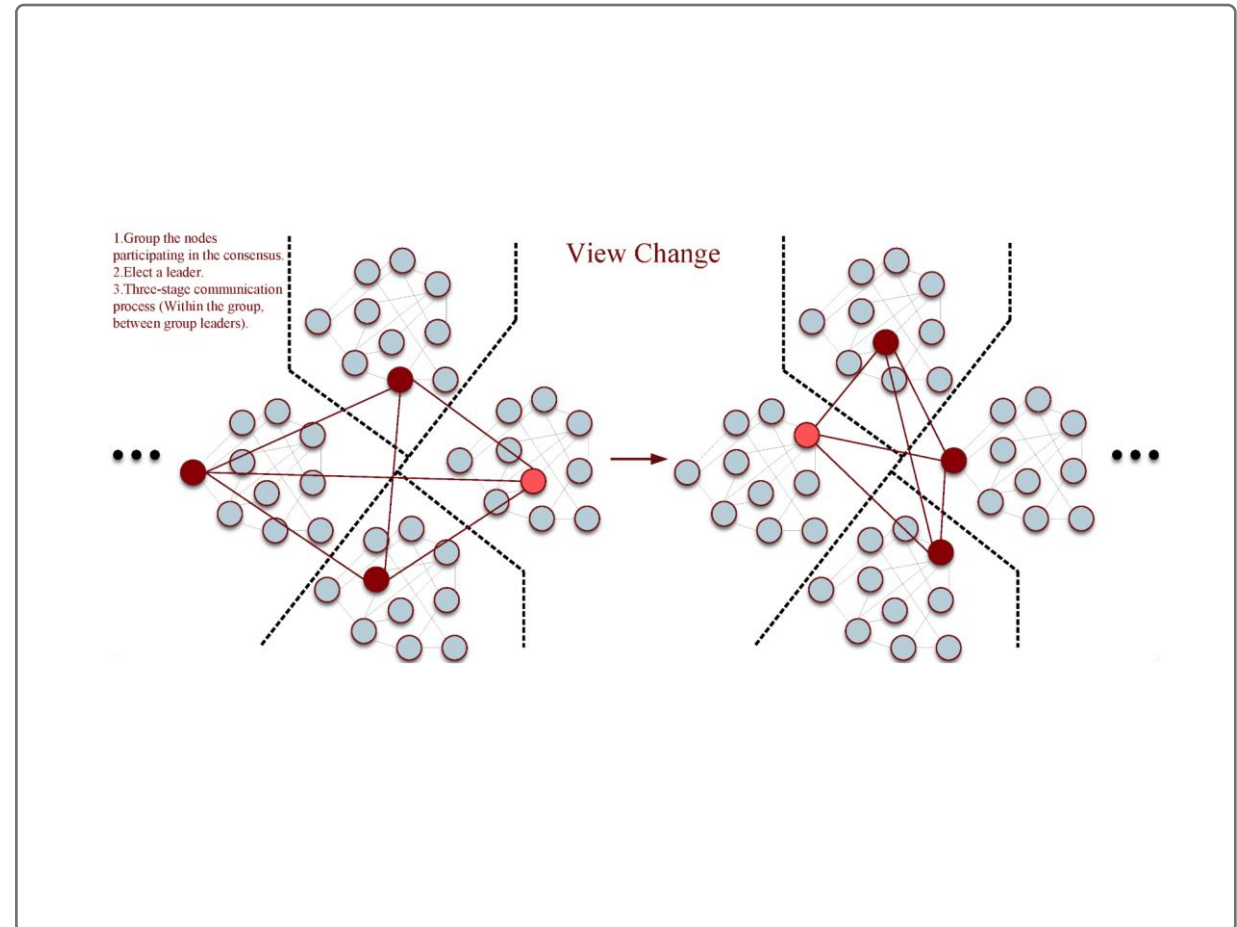 1.Group the nodes
participating in the consensus.
2.Elect a leader.
3.Three-stage communication
process (Within the group,
between group leaders).
View Change